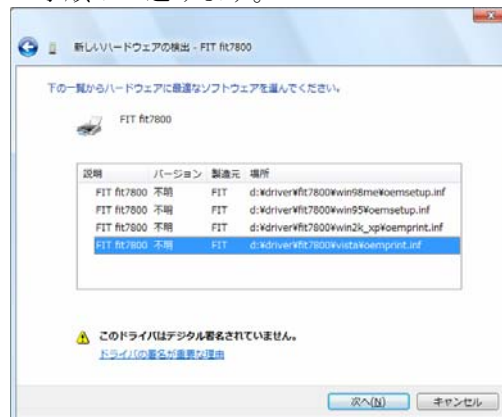 新しいハードウェアの検出 - FIT fit7800
下の一覧からハードウェアに最適なソフトウェアを選んでください。
FIT fit7800
説明 バージョン 製造元 場所
FIT fit7800 不明 FIT d:¥driver¥fit7800¥win98me¥oemsetup.inf
FIT fit7800 不明 FIT d:¥driver¥fit7800¥win95¥oemsetup.inf
FIT fit7800 不明 FIT d:¥driver¥fit7800¥win2k_xp¥oemprint.inf
FIT fit7800 不明 FIT d:¥driver¥fit7800¥vista¥oemprint.inf
このドライバはデジタル署名されていません。
ドライバの署名が重要な理由
次へ(N) キャンセル